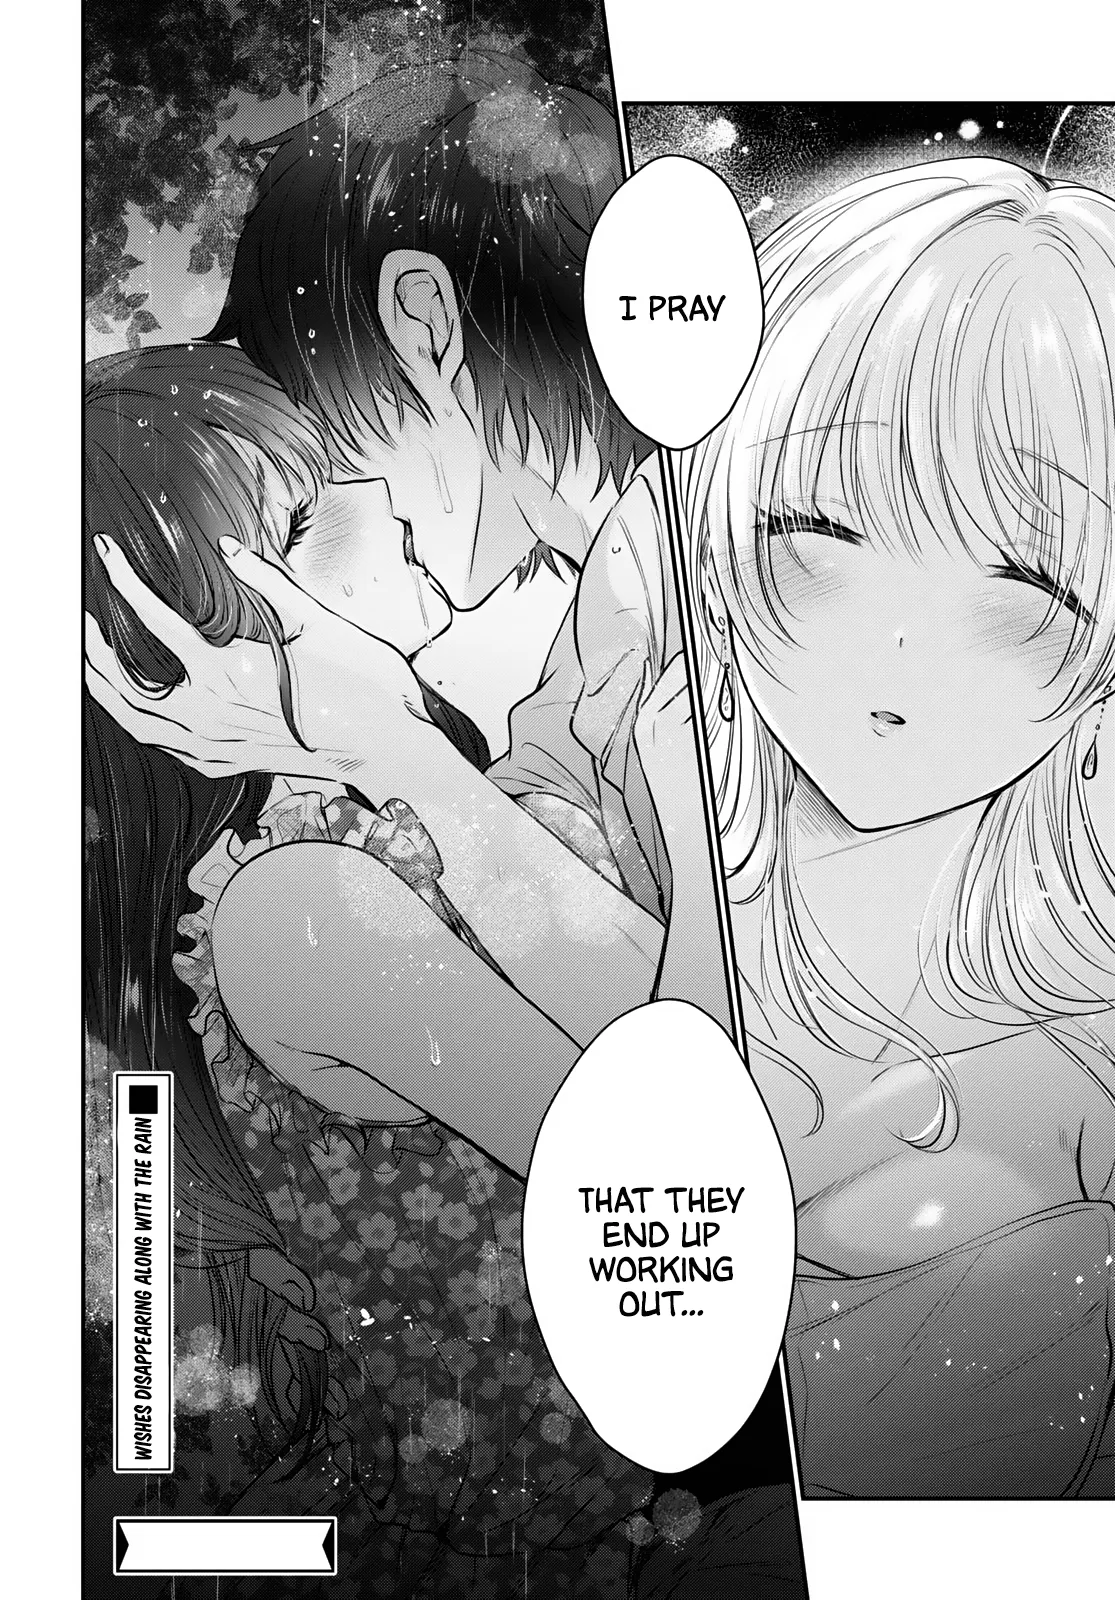 I PRAY
THAT THEY
END UP
WORKING
OUT...
WISHES DISAPPEARING ALONG WITH THE RAIN